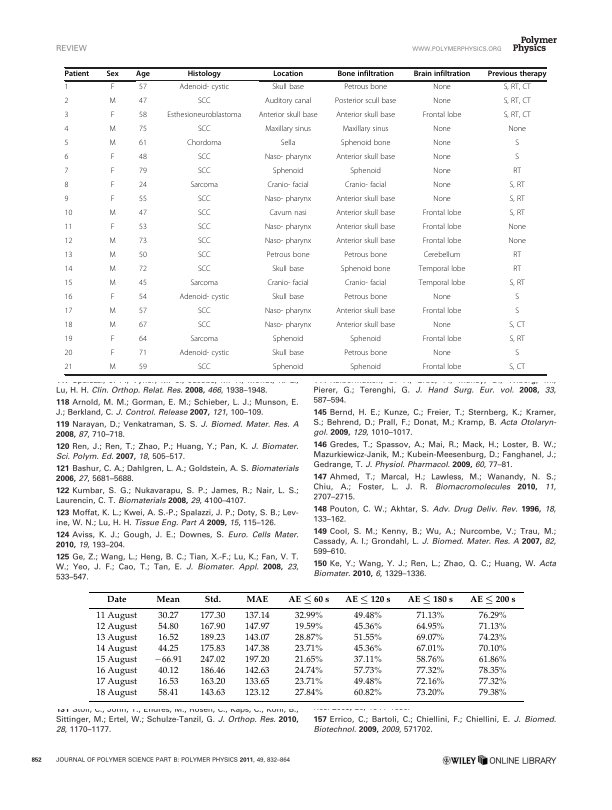 REVIEW
WWW.POLYMERPHYSICS.ORG
Polymer
Physics
Patient Sex Age Histology Location Bone infiltration Brain infiltration Previous therapy
1 F 57 Adenoid- cystic Skull base Petrous bone None S, RT, CT
2 M 47 SCC Auditory canal Posterior scull base None S, RT, CT
3 F 58 Esthesioneuroblastoma Anterior skull base Anterior skull base Frontal lobe S, RT, CT
4 M 75 SCC Maxillary sinus Maxillary sinus None None
5 M 61 Chordoma Sella Sphenoid bone None S
6 F 48 SCC Naso- pharynx Anterior skull base None S
7 F 79 SCC Sphenoid Sphenoid None RT
8 F 24 Sarcoma Cranio- facial Cranio- facial None S, RT
9 F 55 SCC Naso- pharynx Anterior skull base None S, RT
10 M 47 SCC Cavum nasi Anterior skull base Frontal lobe S, RT
11 F 53 SCC Naso- pharynx Anterior skull base Frontal lobe None
12 M 73 SCC Naso- pharynx Anterior skull base Frontal lobe None
13 M 50 SCC Petrous bone Petrous bone Cerebellum RT
14 M 72 SCC Skull base Sphenoid bone Temporal lobe RT
15 M 45 Sarcoma Cranio- facial Cranio- facial Temporal lobe S, RT
16 F 54 Adenoid- cystic Skull base Petrous bone None S
17 M 57 SCC Naso- pharynx Anterior skull base Frontal lobe S
18 M 67 SCC Naso- pharynx Anterior skull base None S, CT
19 F 64 Sarcoma Sphenoid Sphenoid Frontal lobe S, RT
20 F 71 Adenoid- cystic Skull base Petrous bone None S
21 M 59 SCC Sphenoid Sphenoid Frontal lobe S, CT
Lu, H. H. Clin. Orthop. Relat. Res. 2008, 466, 1938–1948.
118 Arnold, M. M.; Gorman, E. M.; Schieber, L. J.; Munson, E.
J.; Berkland, C. J. Control. Release 2007, 121, 100–109.
119 Narayan, D.; Venkatraman, S. S. J. Biomed. Mater. Res. A
2008, 87, 710–718.
120 Ren, J.; Ren, T.; Zhao, P.; Huang, Y.; Pan, K. J. Biomater.
Sci. Polym. Ed. 2007, 18, 505–517.
121 Bashur, C. A.; Dahlgren, L. A.; Goldstein, A. S. Biomaterials
2006, 27, 5681–5688.
122 Kumbar, S. G.; Nukavarapu, S. P.; James, R.; Nair, L. S.;
Laurencin, C. T. Biomaterials 2008, 29, 4100–4107.
123 Moffat, K. L.; Kwei, A. S.-P.; Spalazzi, J. P.; Doty, S. B.; Lev-
ine, W. N.; Lu, H. H. Tissue Eng. Part A 2009, 15, 115–126.
124 Aviss, K. J.; Gough, J. E.; Downes, S. Euro. Cells Mater.
2010, 19, 193–204.
125 Ge, Z.; Wang, L.; Heng, B. C.; Tian, X.-F.; Lu, K.; Fan, V. T.
W.; Yeo, J. F.; Cao, T.; Tan, E. J. Biomater. Appl. 2008, 23,
533–547.
Pierer, G.; Terenghi, G. J. Hand Surg. Eur. vol. 2008, 33,
587–594.
145 Bernd, H. E.; Kunze, C.; Freier, T.; Sternberg, K.; Kramer,
S.; Behrend, D.; Prall, F.; Donat, M.; Kramp, B. Acta Otolaryn-
gol. 2009, 129, 1010–1017.
146 Gredes, T.; Spassov, A.; Mai, R.; Mack, H.; Loster, B. W.;
Mazurkiewicz-Janik, M.; Kubein-Meesenburg, D.; Fanghanel, J.;
Gedrange, T. J. Physiol. Pharmacol. 2009, 60, 77–81.
147 Ahmed, T.; Marcal, H.; Lawless, M.; Wanandy, N. S.;
Chiu, A.; Foster, L. J. R. Biomacromolecules 2010, 11,
2707–2715.
148 Pouton, C. W.; Akhtar, S. Adv. Drug Deliv. Rev. 1996, 18,
133–162.
149 Cool, S. M.; Kenny, B.; Wu, A.; Nurcombe, V.; Trau, M.;
Cassady, A. I.; Grondahl, L. J. Biomed. Mater. Res. A 2007, 82,
599–610.
150 Ke, Y.; Wang, Y. J.; Ren, L.; Zhao, Q. C.; Huang, W. Acta
Biomater. 2010, 6, 1329–1336.
Date Mean Std. MAE AE ≤ 60 s AE ≤ 120 s AE ≤ 180 s AE ≤ 200 s
11 August 30.27 177.30 137.14 32.99% 49.48% 71.13% 76.29%
12 August 54.80 167.90 147.97 19.59% 45.36% 64.95% 71.13%
13 August 16.52 189.23 143.07 28.87% 51.55% 69.07% 74.23%
14 August 44.25 175.83 147.38 23.71% 45.36% 67.01% 70.10%
15 August −66.91 247.02 197.20 21.65% 37.11% 58.76% 61.86%
16 August 40.12 186.46 142.63 24.74% 57.73% 77.32% 78.35%
17 August 16.53 163.20 133.65 23.71% 49.48% 72.16% 77.32%
18 August 58.41 143.63 123.12 27.84% 60.82% 73.20% 79.38%
Sittinger, M.; Ertel, W.; Schulze-Tanzil, G. J. Orthop. Res. 2010,
28, 1170–1177.
157 Errico, C.; Bartoli, C.; Chiellini, F.; Chiellini, E. J. Biomed.
Biotechnol. 2009, 2009, 571702.
852 JOURNAL OF POLYMER SCIENCE PART B: POLYMER PHYSICS 2011, 49, 832–864
WILEY ONLINE LIBRARY